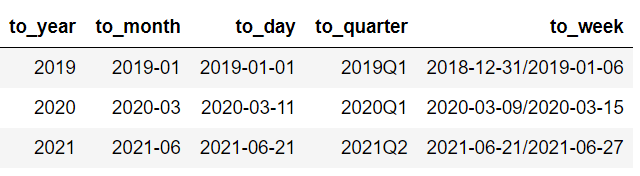 to_year to_month to_day to_quarter to_week
2019 2019-01 2019-01-01 2019Q1 2018-12-31/2019-01-06
2020 2020-03 2020-03-11 2020Q1 2020-03-09/2020-03-15
2021 2021-06 2021-06-21 2021Q2 2021-06-21/2021-06-27